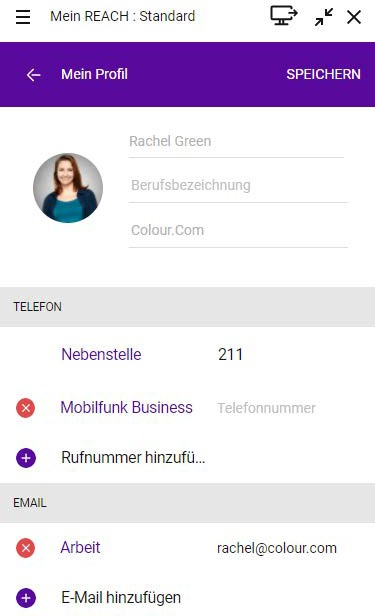 Mein REACH : Standard
Mein Profil SPEICHERN
Rachel Green
Berufsbezeichnung
Colour.Com
TELEFON
Nebenstelle 211
Mobilfunk Business Telefonnummer
Rufnummer hinzufü...
EMAIL
Arbeit rachel@colour.com
E-Mail hinzufügen